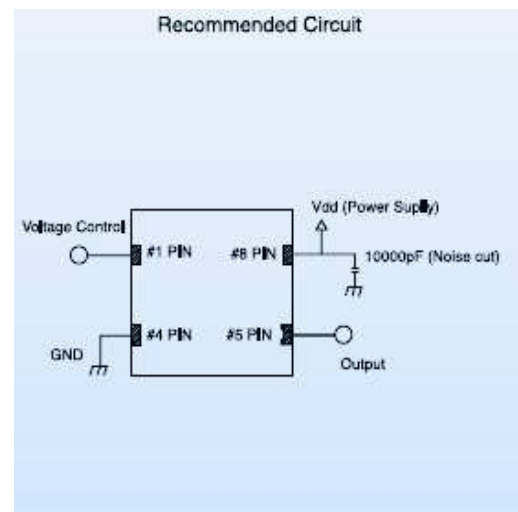 Recommended Circuit
Vdd (Power Supply)
Voltage Control
#1 PIN
#8 PIN
10000pF (Noise cut)
#4 PIN
#5 PIN
GND
Output